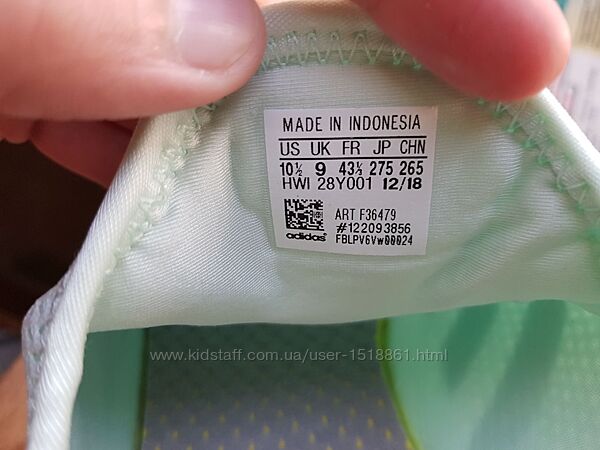 MADE IN INDONESIA
US UK FR JP CHN
10½ 9 43⅓ 275 265
HWI 28Y001 12/18
ART F36479
#122093856
adidas FBLPV6Vw00024
www.kidstaff.com.ua/user-1518861.html